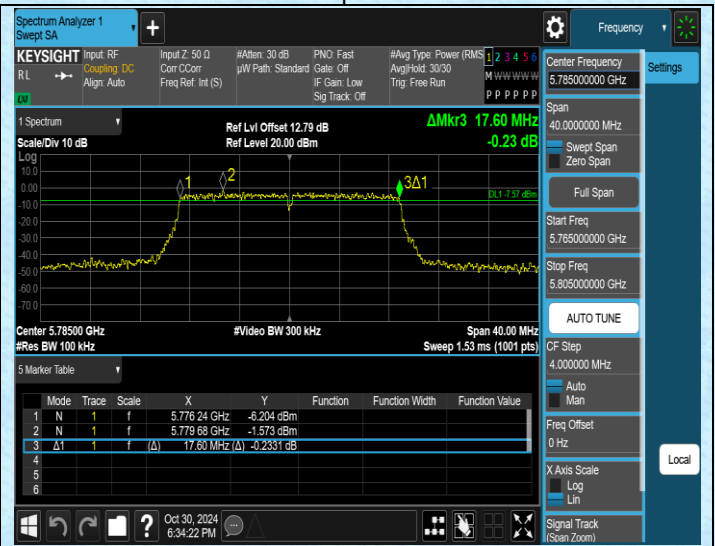 Spectrum Analyzer 1
Swept SA
Frequency
KEYSIGHT
RL
LXI
Input: RF
Coupling: DC
Align: Auto
Input Z: 50 Ω
Corr CCorr
Freq Ref: Int (S)
#Atten: 30 dB
µW Path: Standard
PNO: Fast
Gate: Off
IF Gain: Low
Sig Track: Off
#Avg Type: Power (RMS
Avg|Hold: 30/30
Trig: Free Run
1 2 3 4 5 6
M W W W W W
P P P P P P
1 Spectrum
Scale/Div 10 dB
Ref Lvl Offset 12.79 dB
Ref Level 20.00 dBm
ΔMkr3 17.60 MHz
-0.23 dB
Log
10.0
0.00
-10.0
-20.0
-30.0
-40.0
-50.0
-60.0
-70.0
1
2
3Δ1
DL1 -7.57 dBm
Center 5.78500 GHz
#Res BW 100 kHz
#Video BW 300 kHz
Span 40.00 MHz
Sweep 1.53 ms (1001 pts)
5 Marker Table
Mode Trace Scale X Y Function Function Width Function Value
1 N 1 f 5.776 24 GHz -6.204 dBm
2 N 1 f 5.779 68 GHz -1.573 dBm
3 Δ1 1 f (Δ) 17.60 MHz (Δ) -0.2331 dB
4
5
6
Oct 30, 2024
6:34:22 PM
Center Frequency
5.785000000 GHz
Span
40.0000000 MHz
Swept Span
Zero Span
Full Span
Start Freq
5.765000000 GHz
Stop Freq
5.805000000 GHz
AUTO TUNE
CF Step
4.000000 MHz
Auto
Man
Freq Offset
0 Hz
X Axis Scale
Log
Lin
Signal Track
(Span Zoom)
Settings
Local